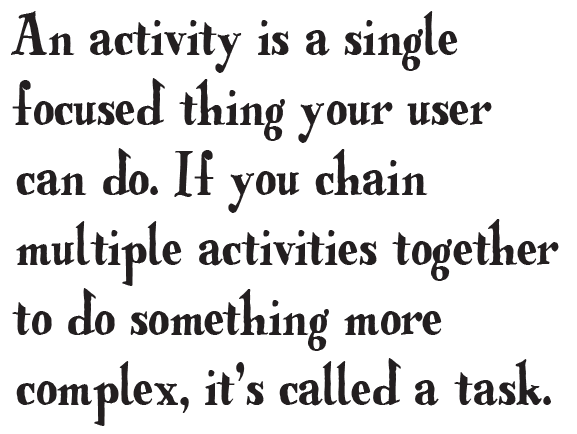 An activity is a single
focused thing your user
can do. If you chain
multiple activities together
to do something more
complex, it's called a task.